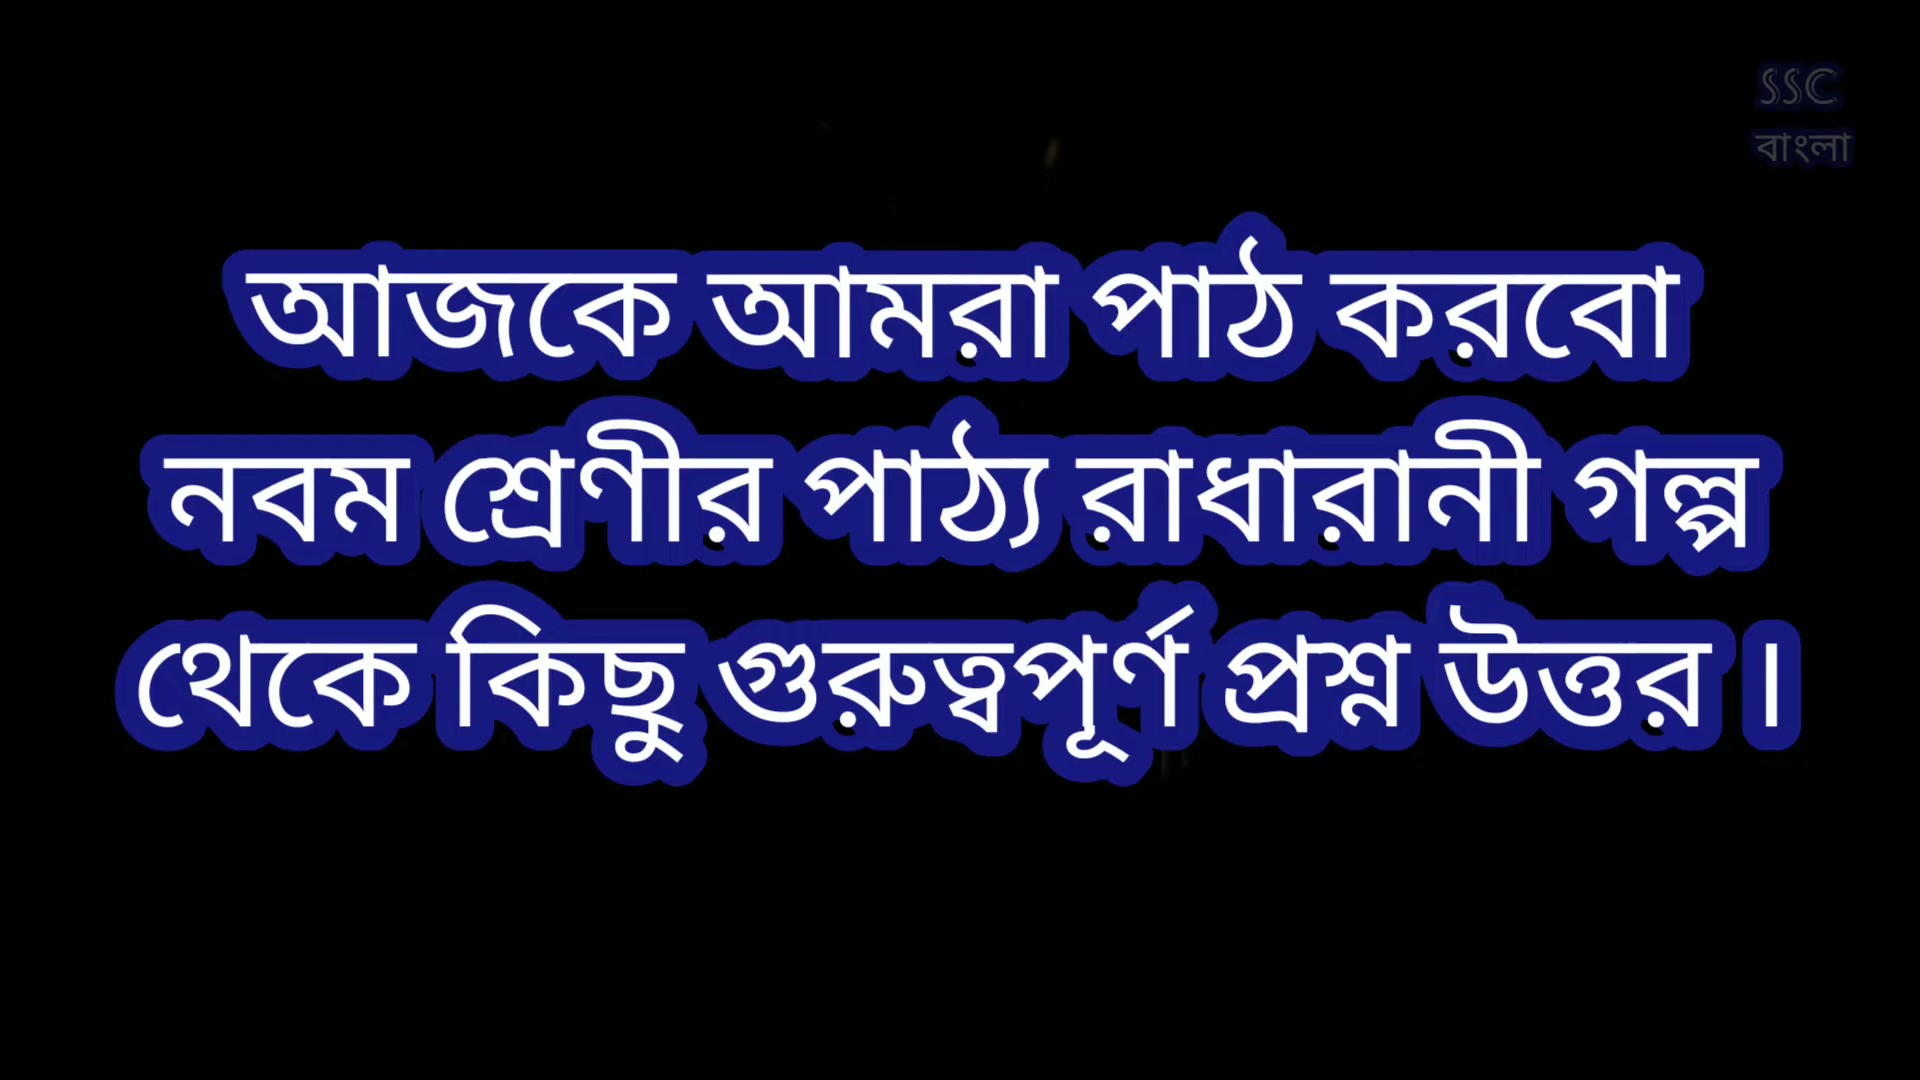 SSC
বাংলা
আজকে আমরা পাঠ করবো
নবম শ্রেণীর পাঠ্য রাধারানী গল্প
থেকে কিছু গুরুত্বপূর্ণ প্রশ্ন উত্তর ।